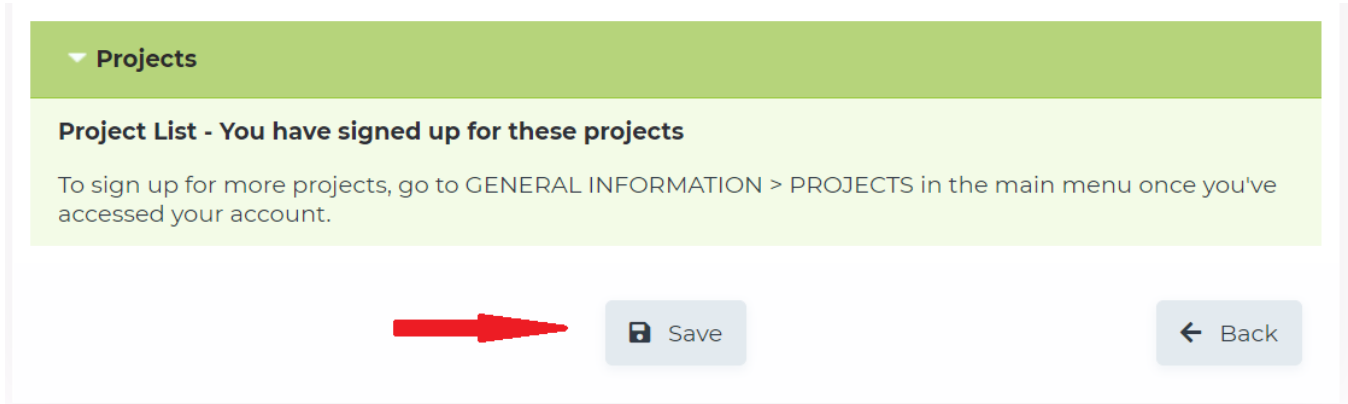 Projects
Project List - You have signed up for these projects
To sign up for more projects, go to GENERAL INFORMATION > PROJECTS in the main menu once you've
accessed your account.
Save
Back